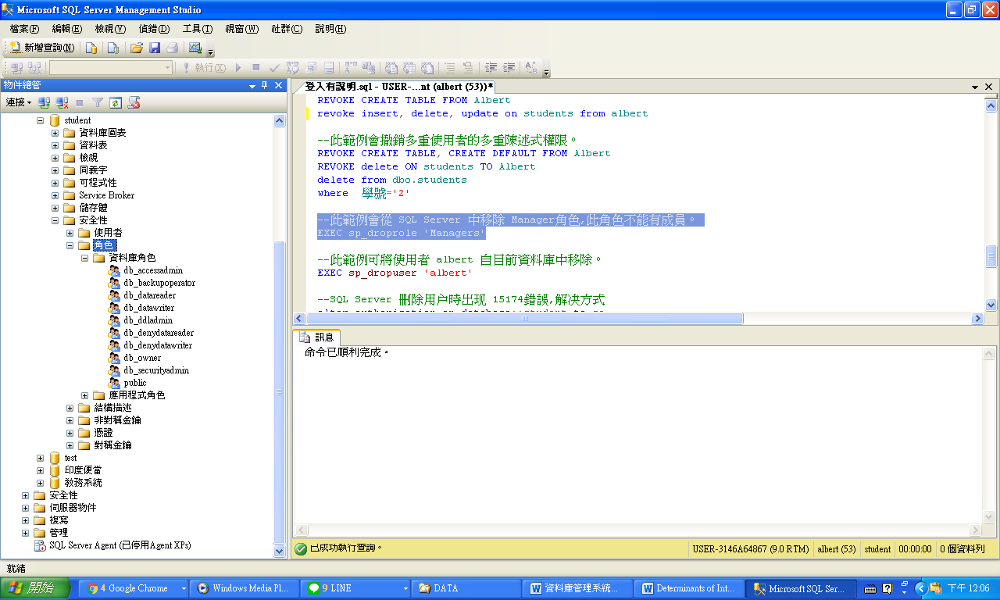 Microsoft SQL Server Management Studio
檔案(F) 編輯(E) 檢視(V) 偵錯(D) 工具(T) 視窗(W) 社群(C) 說明(H)
新增查詢(N)
執行(X)
物件總管
連接
student
資料庫圖表
資料表
檢視
同義字
可程式性
Service Broker
儲存體
安全性
使用者
角色
資料庫角色
db_accessadmin
db_backupoperator
db_datareader
db_datawriter
db_ddladmin
db_denydatareader
db_denydatawriter
db_owner
db_securityadmin
public
應用程式角色
結構描述
非對稱金鑰
憑證
對稱金鑰
test
印度便當
教務系統
安全性
伺服器物件
複寫
管理
SQL Server Agent (已停用Agent XPs)
登入有說明.sql - USER-...nt (albert (53))*
REVOKE CREATE TABLE FROM Albert
revoke insert, delete, update on students from albert
--此範例會撤銷多重使用者的多重陳述式權限。
REVOKE CREATE TABLE, CREATE DEFAULT FROM Albert
REVOKE delete ON students TO Albert
delete from dbo.students
where 學號='2'
--此範例會從 SQL Server 中移除 Manager角色,此角色不能有成員。
EXEC sp_droprole 'Managers'
--此範例可將使用者 albert 自目前資料庫中移除。
EXEC sp_dropuser 'albert'
--SQL Server 刪除用戶時出現 15174錯誤,解決方式
訊息
命令已順利完成。
已成功執行查詢。
USER-3146A64867 (9.0 RTM) albert (53) student 00:00:00 0 個資料列
就緒
開始
4 Google Chrome
Windows Media Pl...
9 LINE
DATA
資料庫管理系統...
Determinants of Int...
Microsoft SQL Ser...
下午 12:06